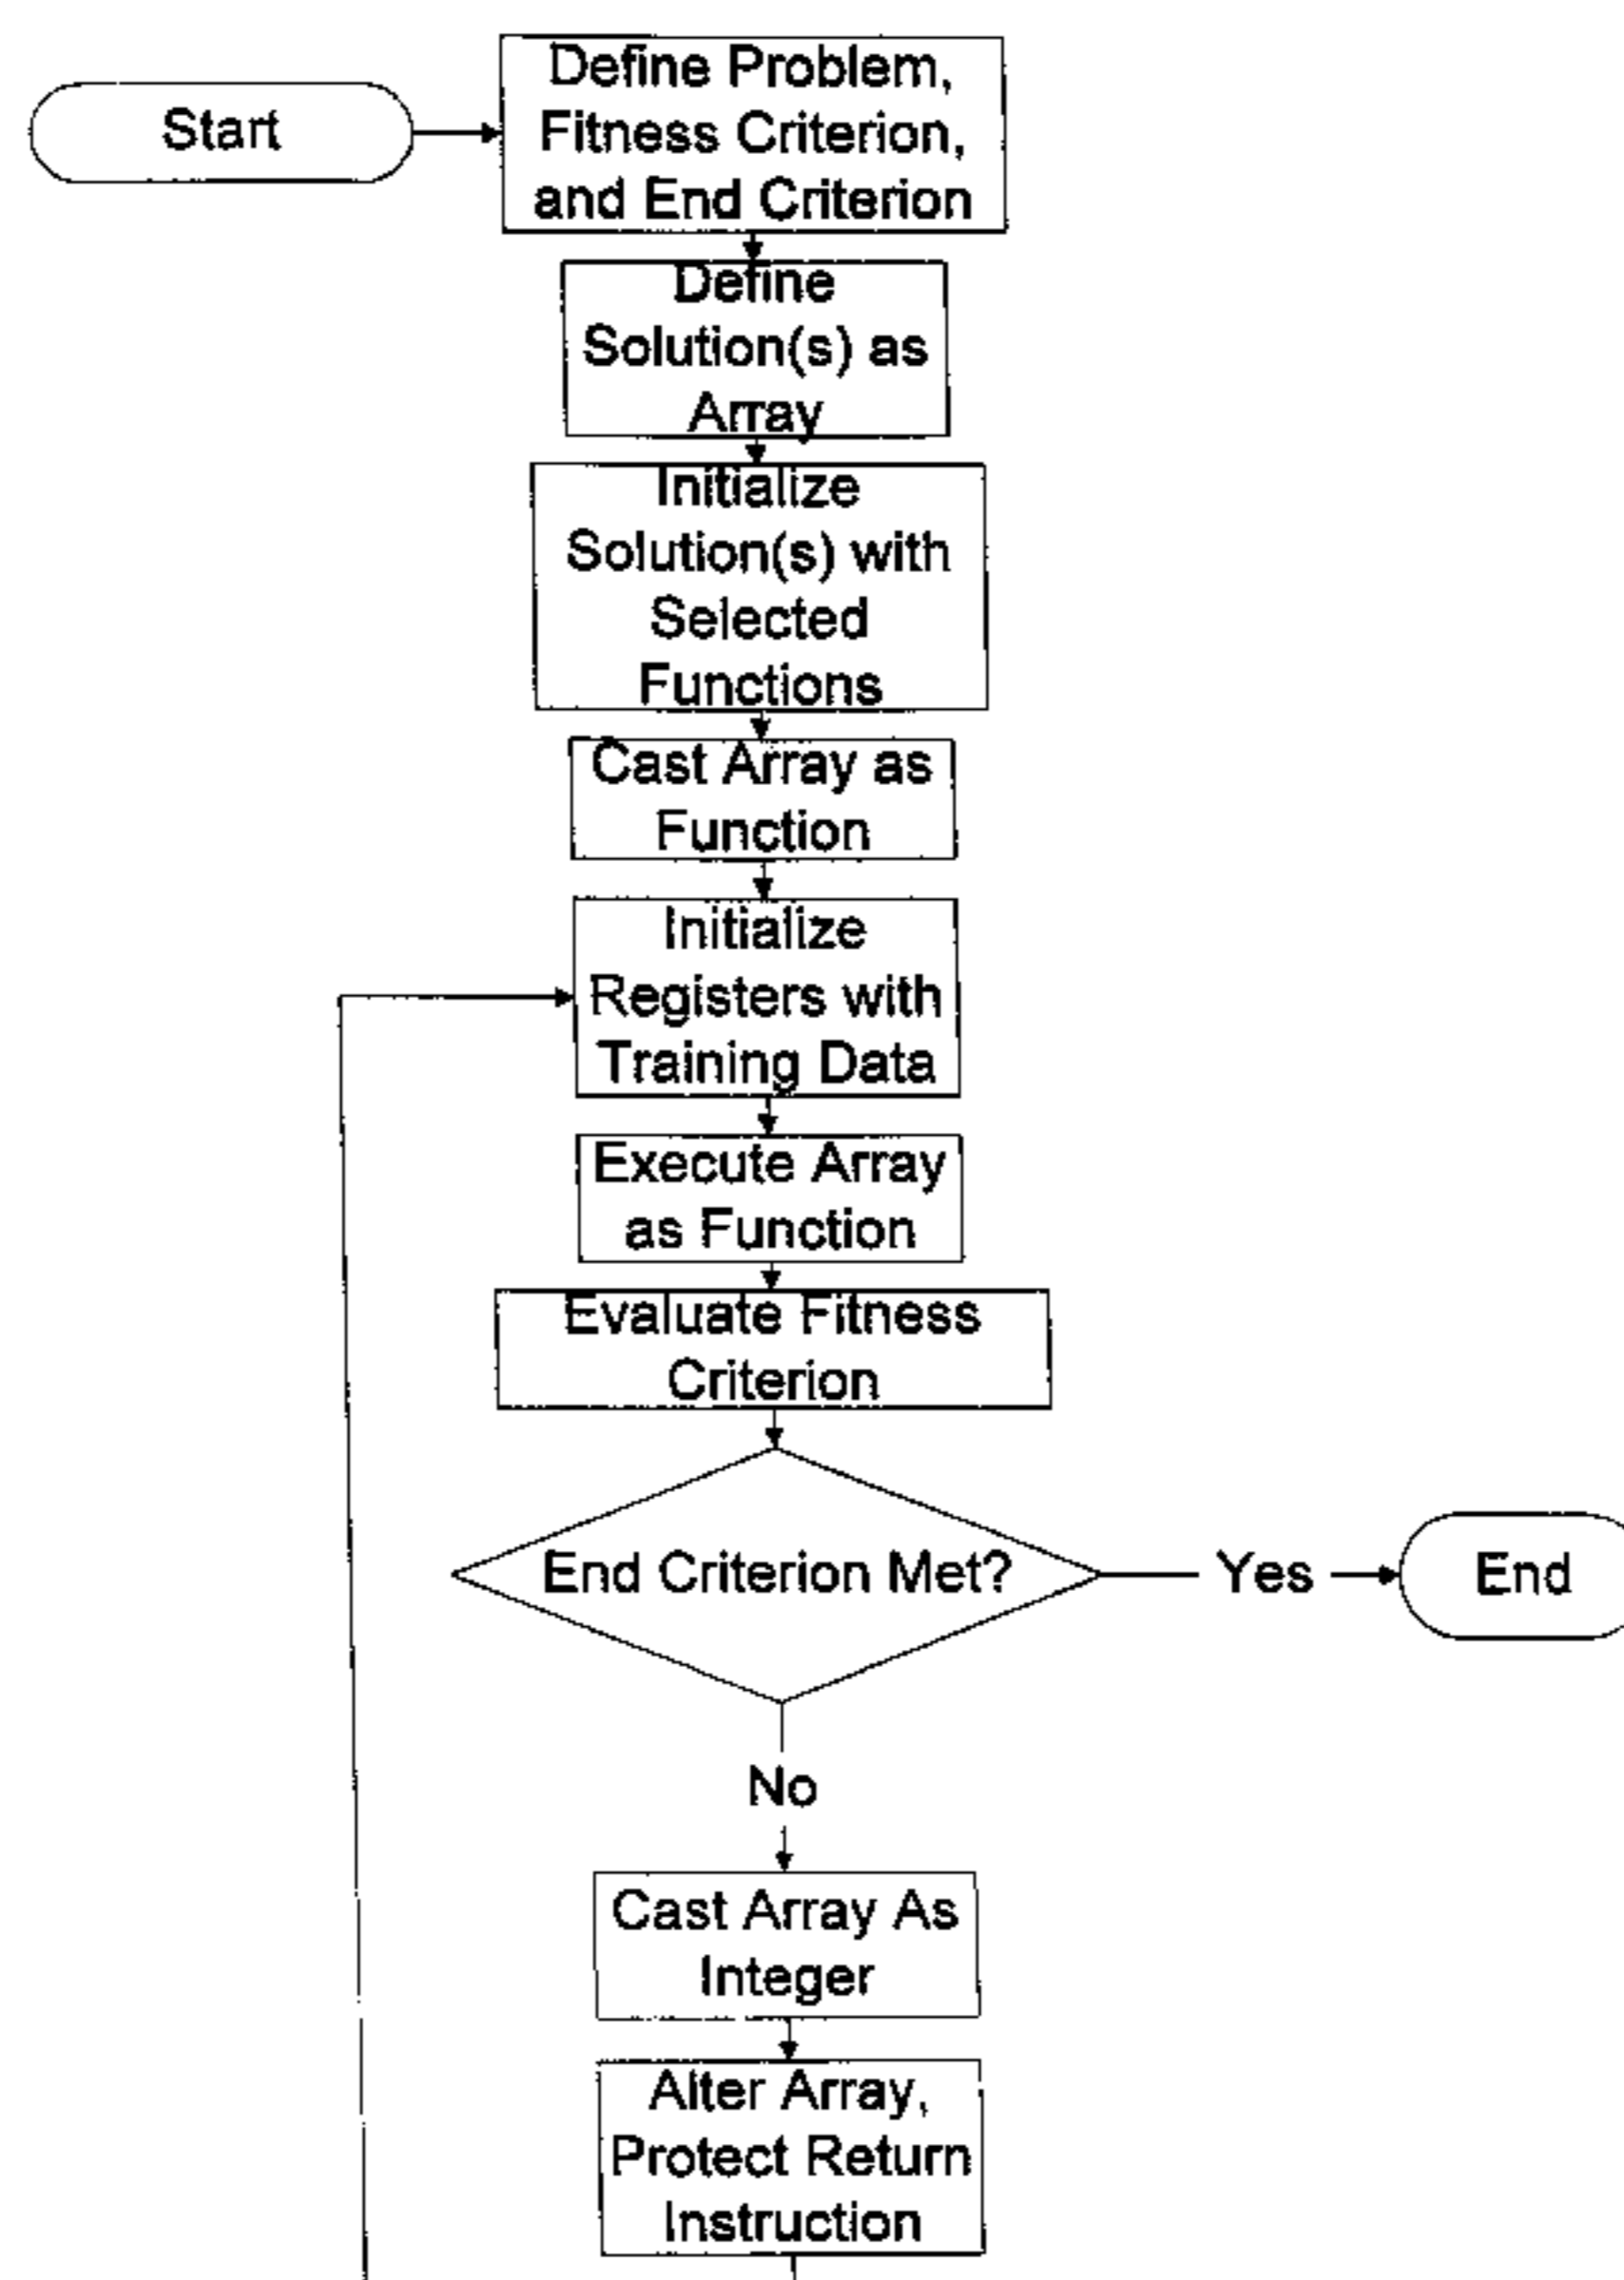 Start
Define Problem,
Fitness Criterion,
and End Criterion
Define
Solution(s) as
Array
Initialize
Solution(s) with
Selected
Functions
Cast Array as
Function
Initialize
Registers with
Training Data
Execute Array
as Function
Evaluate Fitness
Criterion
End Criterion Met?
Yes
End
No
Cast Array As
Integer
Alter Array,
Protect Return
Instruction